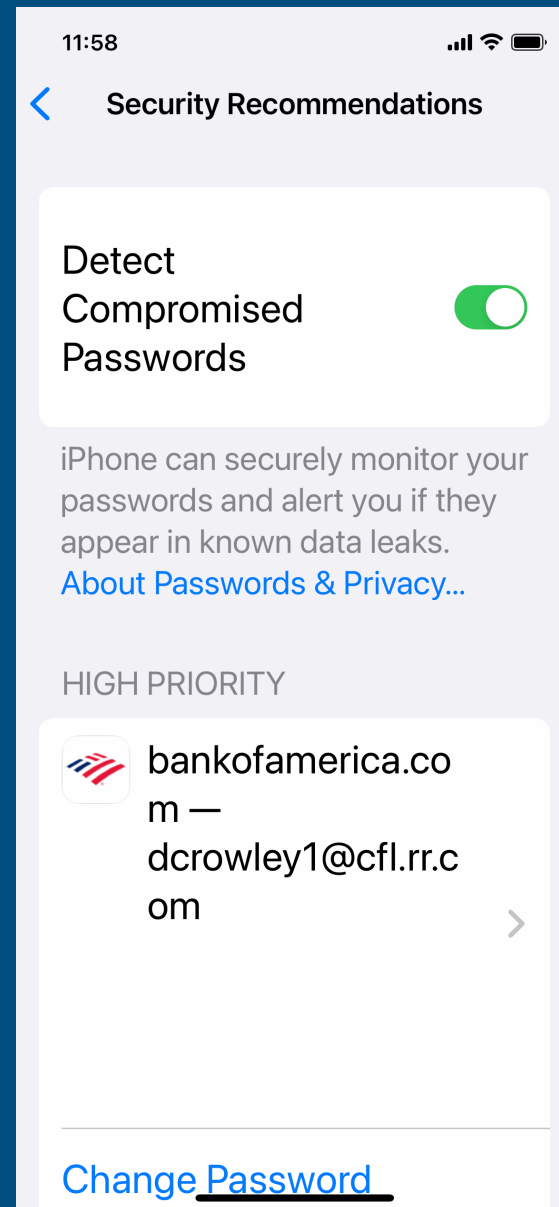 11:58
Security Recommendations
Detect
Compromised
Passwords
iPhone can securely monitor your
passwords and alert you if they
appear in known data leaks.
About Passwords & Privacy...
HIGH PRIORITY
bankofamerica.co
m —
dcrowley1@cfl.rr.c
om
Change Password